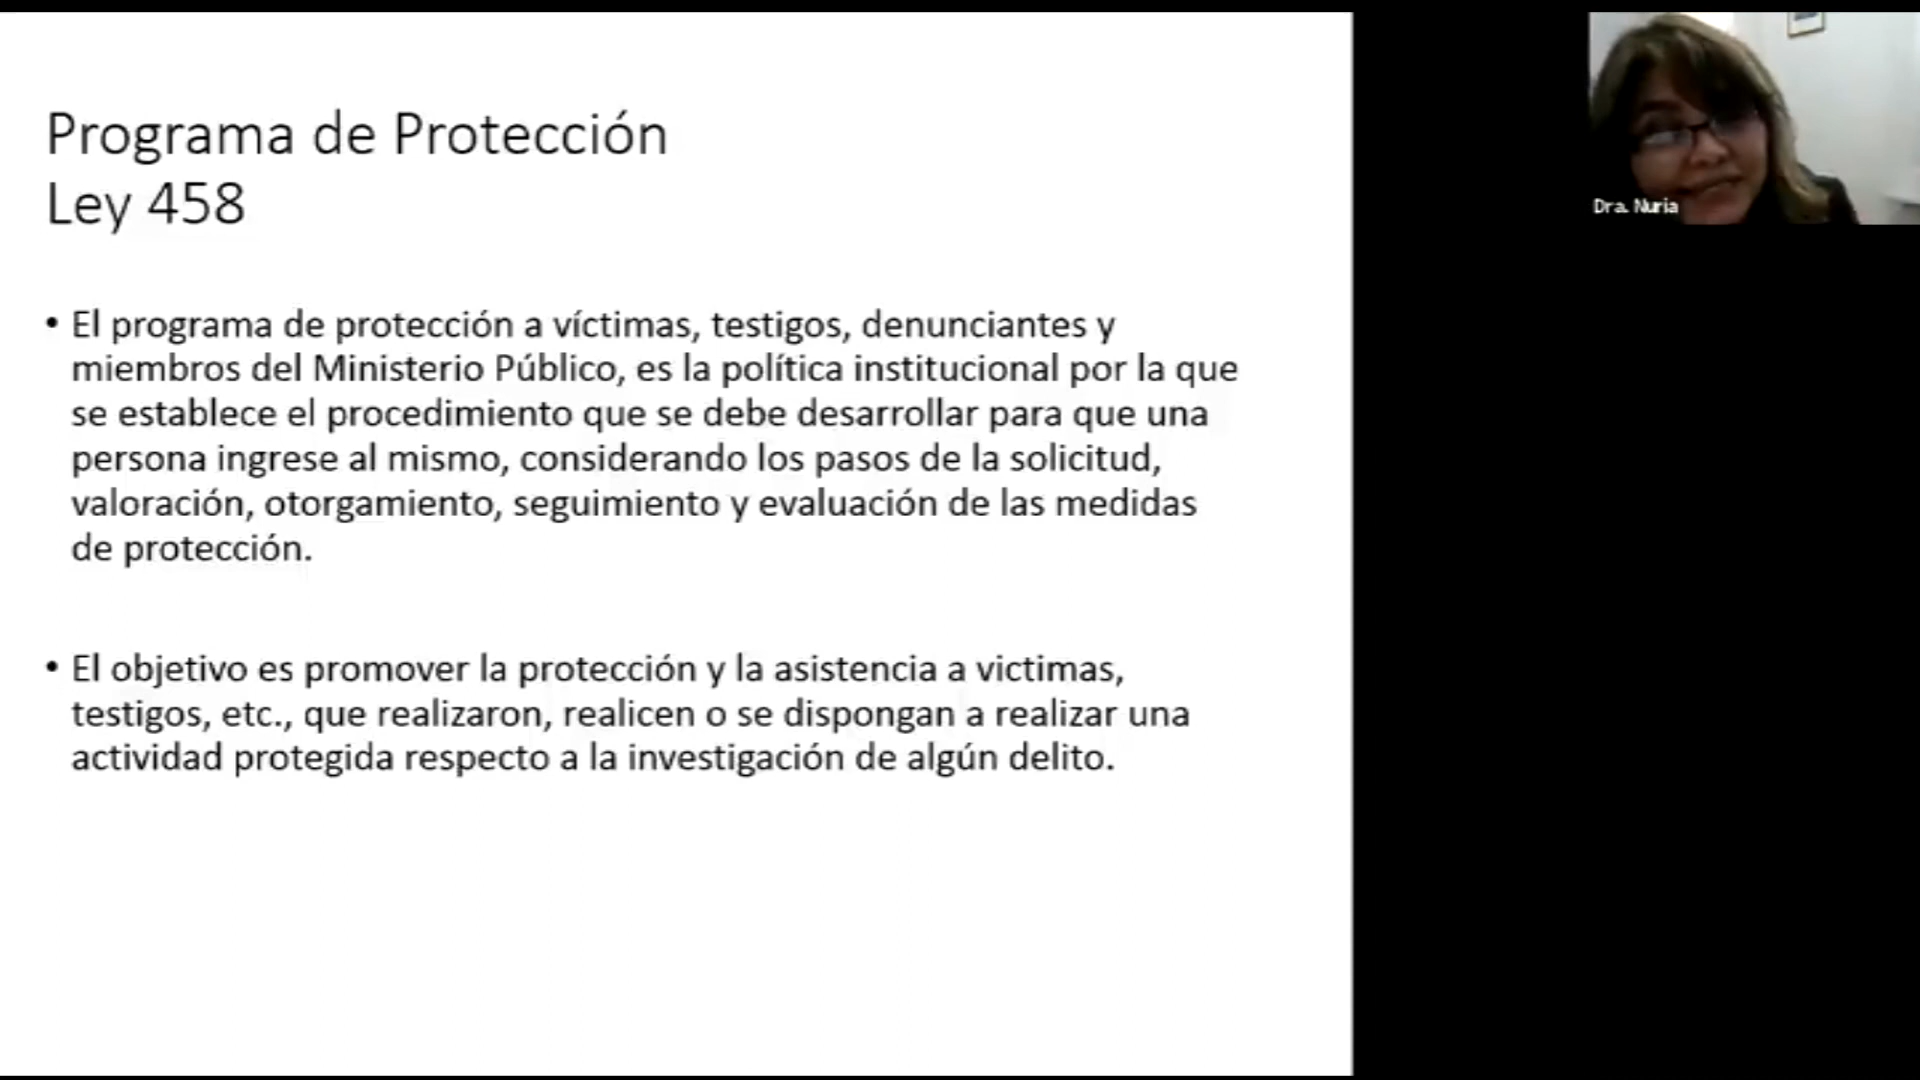 Programa de Protección
Ley 458
• El programa de protección a víctimas, testigos, denunciantes y
miembros del Ministerio Público, es la política institucional por la que
se establece el procedimiento que se debe desarrollar para que una
persona ingrese al mismo, considerando los pasos de la solicitud,
valoración, otorgamiento, seguimiento y evaluación de las medidas
de protección.
• El objetivo es promover la protección y la asistencia a victimas,
testigos, etc., que realizaron, realicen o se dispongan a realizar una
actividad protegida respecto a la investigación de algún delito.
Dra. Nuria